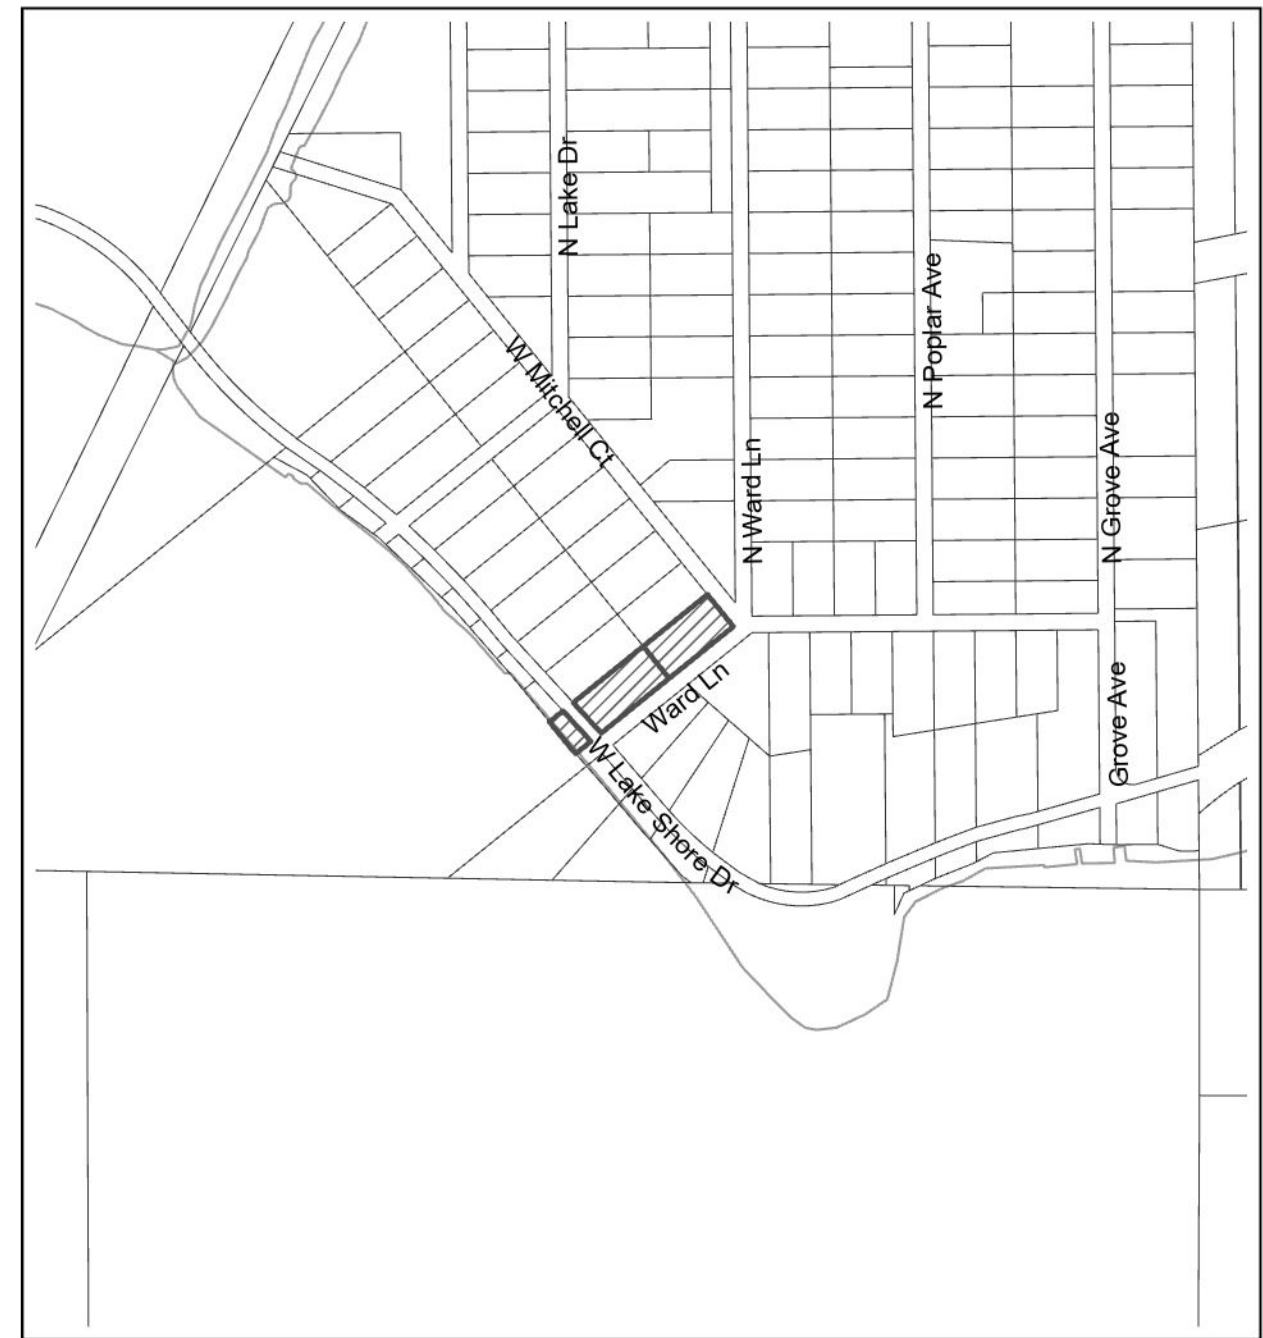 N Lake Dr
N Poplar Ave
W Mitchell Ct
N Ward Ln
N Grove Ave
Ward Ln
Grove Ave
W Lake Shore Dr